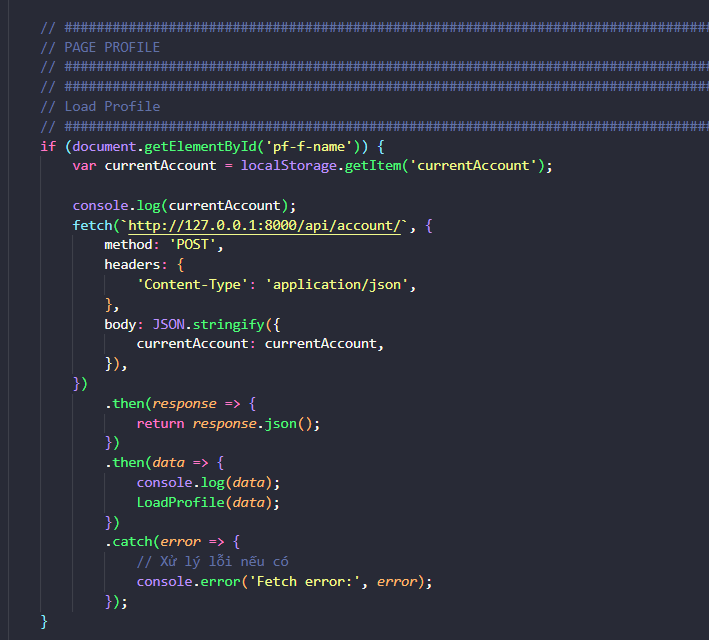 // ################################################################################
// PAGE PROFILE
// ################################################################################
// ################################################################################
// Load Profile
// ################################################################################
if (document.getElementById('pf-f-name')) {
var currentAccount = localStorage.getItem('currentAccount');
console.log(currentAccount);
fetch(`http://127.0.0.1:8000/api/account/`, {
method: 'POST',
headers: {
'Content-Type': 'application/json',
},
body: JSON.stringify({
currentAccount: currentAccount,
}),
})
.then(response => {
return response.json();
})
.then(data => {
console.log(data);
LoadProfile(data);
})
.catch(error => {
// Xử lý lỗi nếu có
console.error('Fetch error:', error);
});
}